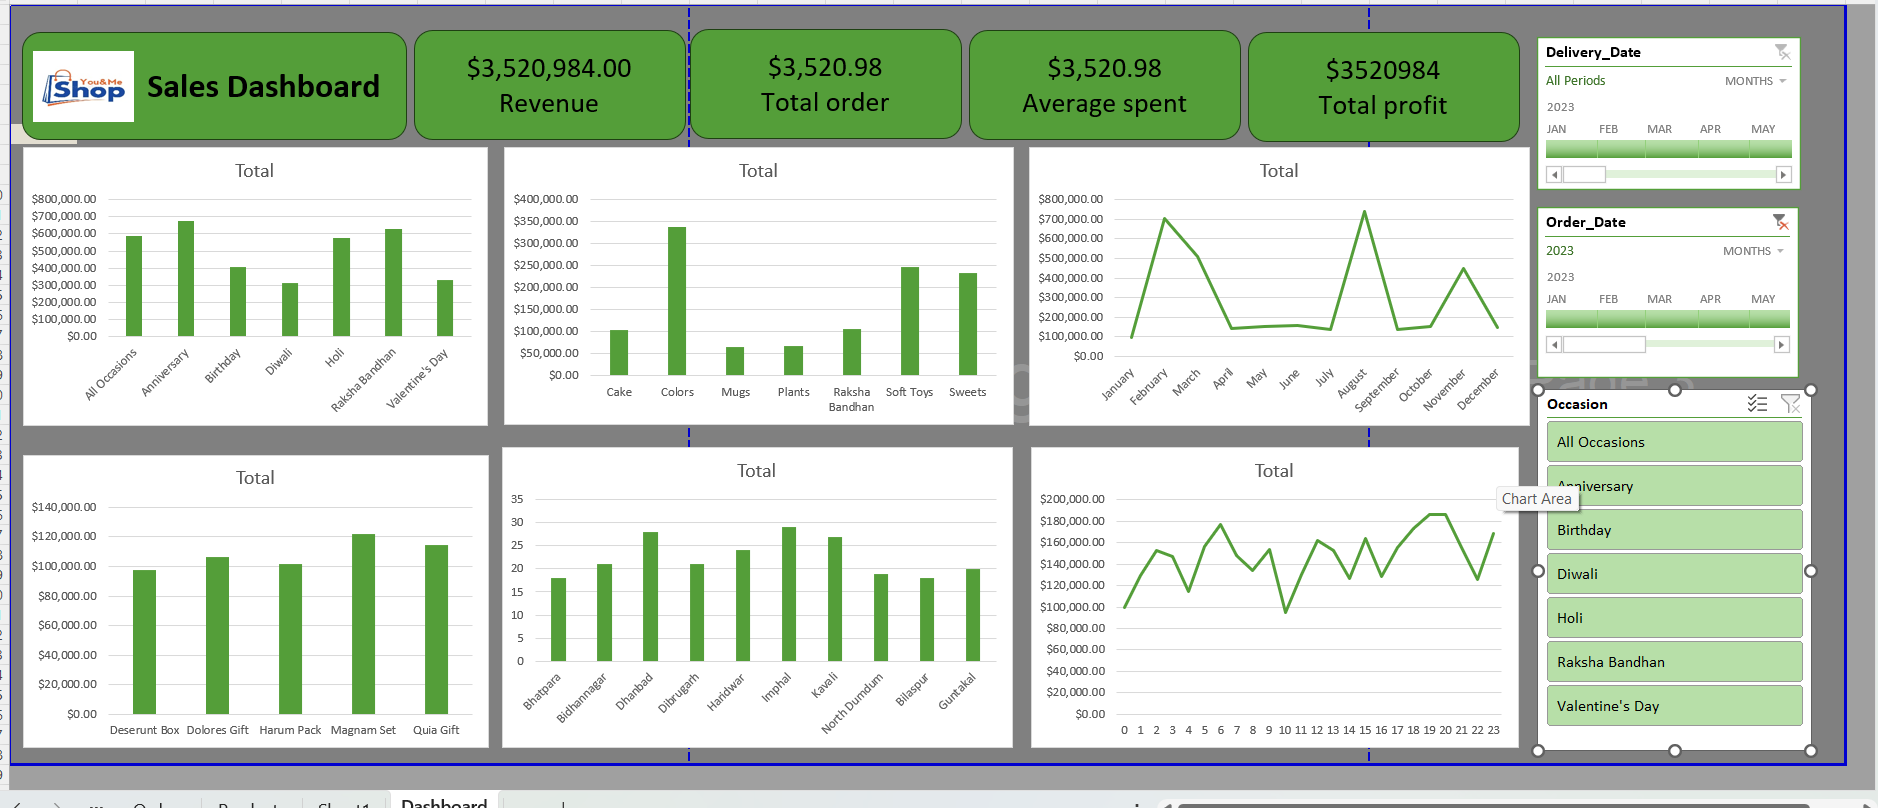 You&Me
Shop
Sales Dashboard
$3,520,984.00
Revenue
$3,520.98
Total order
$3,520.98
Average spent
$3520984
Total profit
Delivery_Date
All Periods
MONTHS
2023
JAN FEB MAR APR MAY
Order_Date
2023
MONTHS
2023
JAN FEB MAR APR MAY
Occasion
All Occasions
Anniversary
Birthday
Diwali
Holi
Raksha Bandhan
Valentine's Day
Chart Area
Total
$800,000.00
$700,000.00
$600,000.00
$500,000.00
$400,000.00
$300,000.00
$200,000.00
$100,000.00
$0.00
All Occasions
Anniversary
Birthday
Diwali
Holi
Raksha Bandhan
Valentine's Day
Total
$400,000.00
$350,000.00
$300,000.00
$250,000.00
$200,000.00
$150,000.00
$100,000.00
$50,000.00
$0.00
Cake Colors Mugs Plants Raksha Bandhan Soft Toys Sweets
Total
$800,000.00
$700,000.00
$600,000.00
$500,000.00
$400,000.00
$300,000.00
$200,000.00
$100,000.00
$0.00
January
February
March
April
May
June
July
August
September
October
November
December
Total
$140,000.00
$120,000.00
$100,000.00
$80,000.00
$60,000.00
$40,000.00
$20,000.00
$0.00
Deserunt Box Dolores Gift Harum Pack Magnam Set Quia Gift
Total
35
30
25
20
15
10
5
0
Bhatpara
Bidhannagar
Dhanbad
Dibrugarh
Haridwar
Imphal
Kavali
North Dumdum
Bilaspur
Guntakal
Total
$200,000.00
$180,000.00
$160,000.00
$140,000.00
$120,000.00
$100,000.00
$80,000.00
$60,000.00
$40,000.00
$20,000.00
$0.00
0 1 2 3 4 5 6 7 8 9 10 11 12 13 14 15 16 17 18 19 20 21 22 23
Dashboard